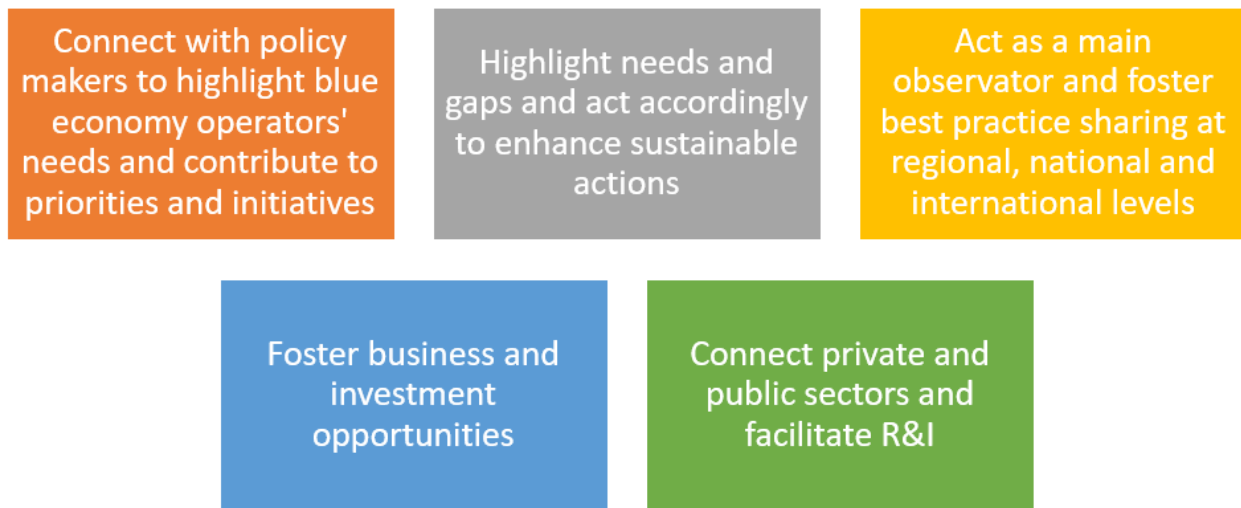 Connect with policy
makers to highlight blue
economy operators'
needs and contribute to
priorities and initiatives
Highlight needs and
gaps and act accordingly
to enhance sustainable
actions
Act as a main
observator and foster
best practice sharing at
regional, national and
international levels
Foster business and
investment
opportunities
Connect private and
public sectors and
facilitate R&I